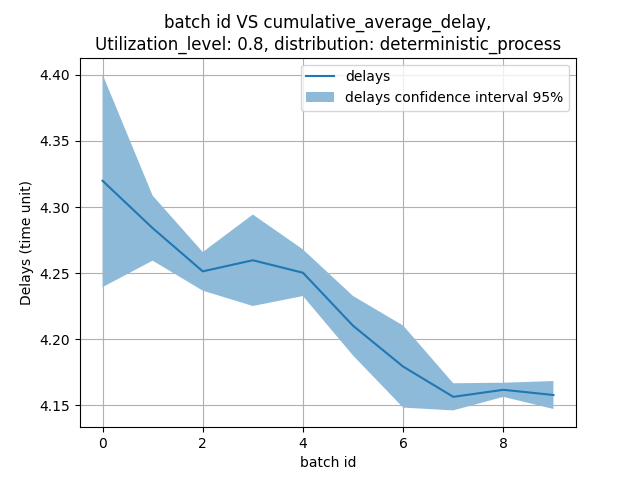 batch id VS cumulative_average_delay,
Utilization_level: 0.8, distribution: deterministic_process
delays
delays confidence interval 95%
Delays (time unit)
4.40
4.35
4.30
4.25
4.20
4.15
0 2 4 6 8
batch id